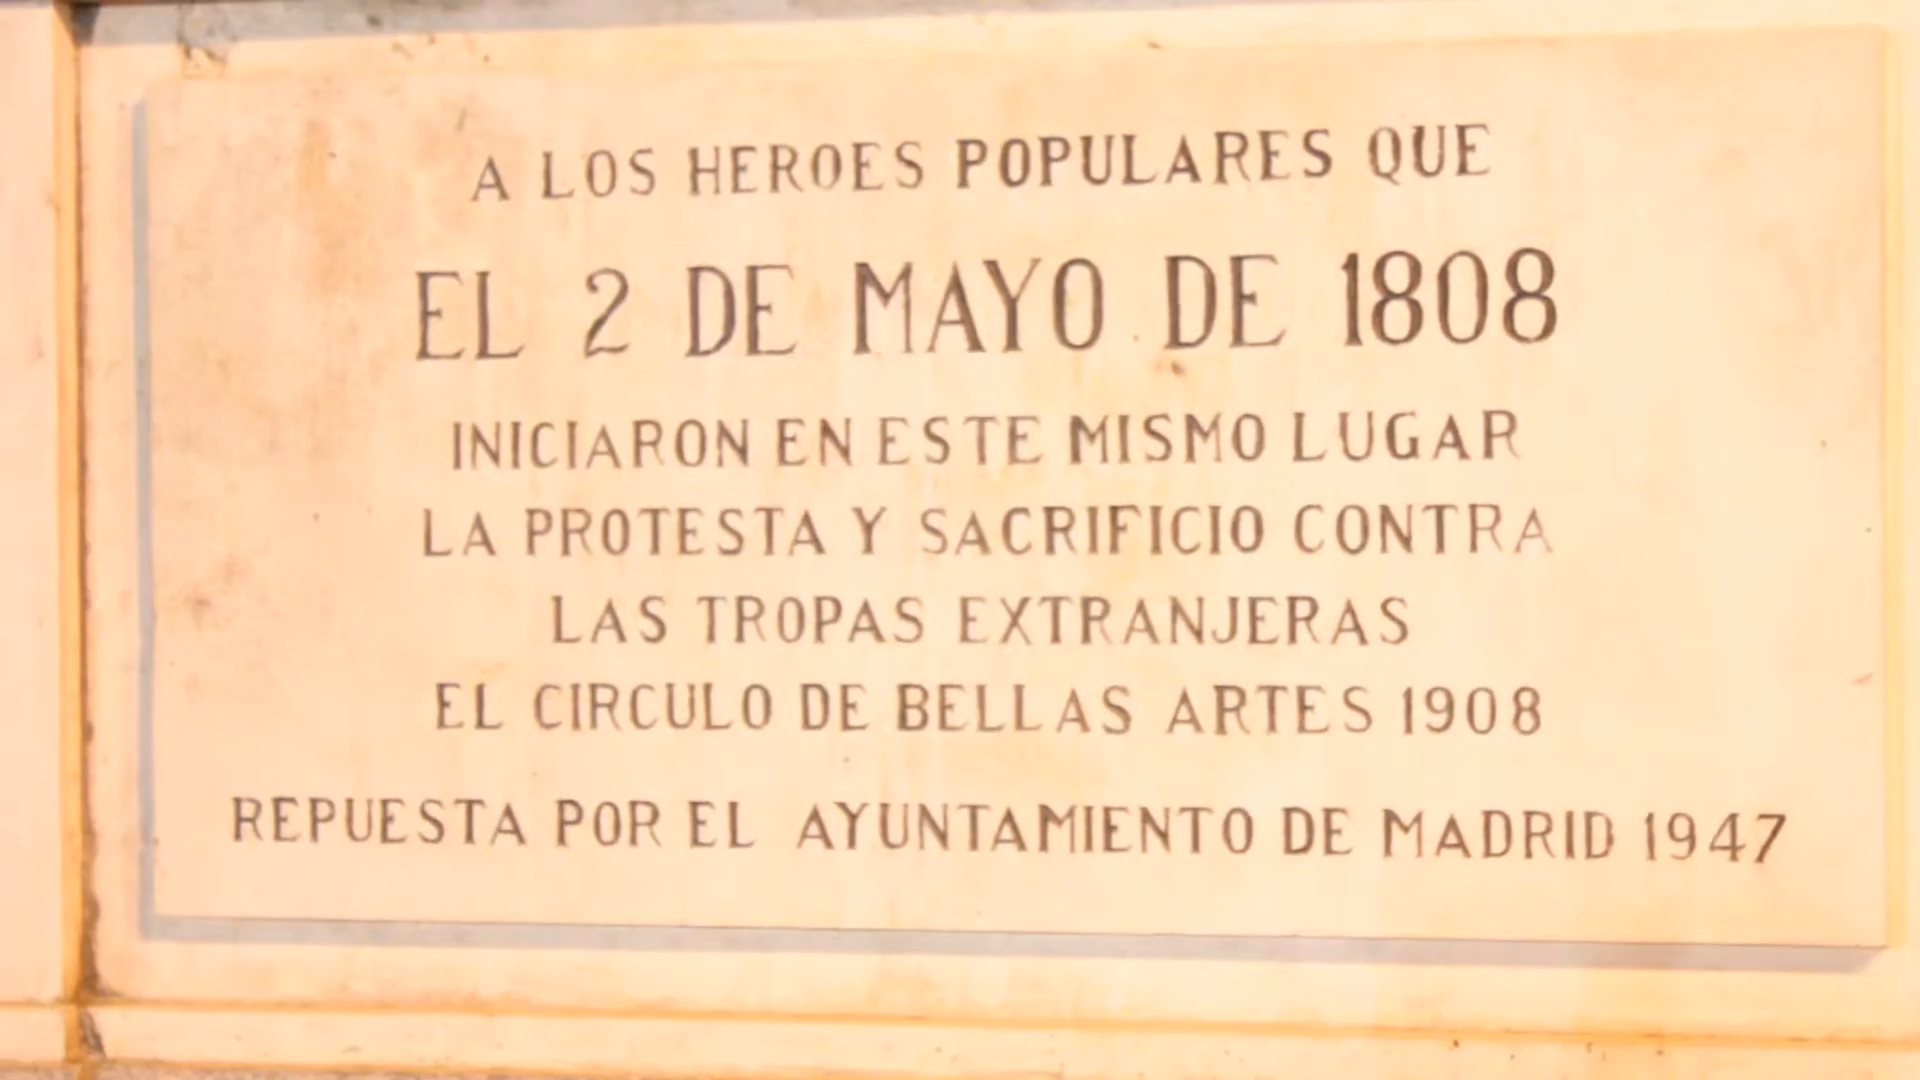 A LOS HEROES POPULARES QUE
EL 2 DE MAYO DE 1808
INICIARON EN ESTE MISMO LUGAR
LA PROTESTA Y SACRIFICIO CONTRA
LAS TROPAS EXTRANJERAS
EL CIRCULO DE BELLAS ARTES 1908
REPUESTA POR EL AYUNTAMIENTO DE MADRID 1947